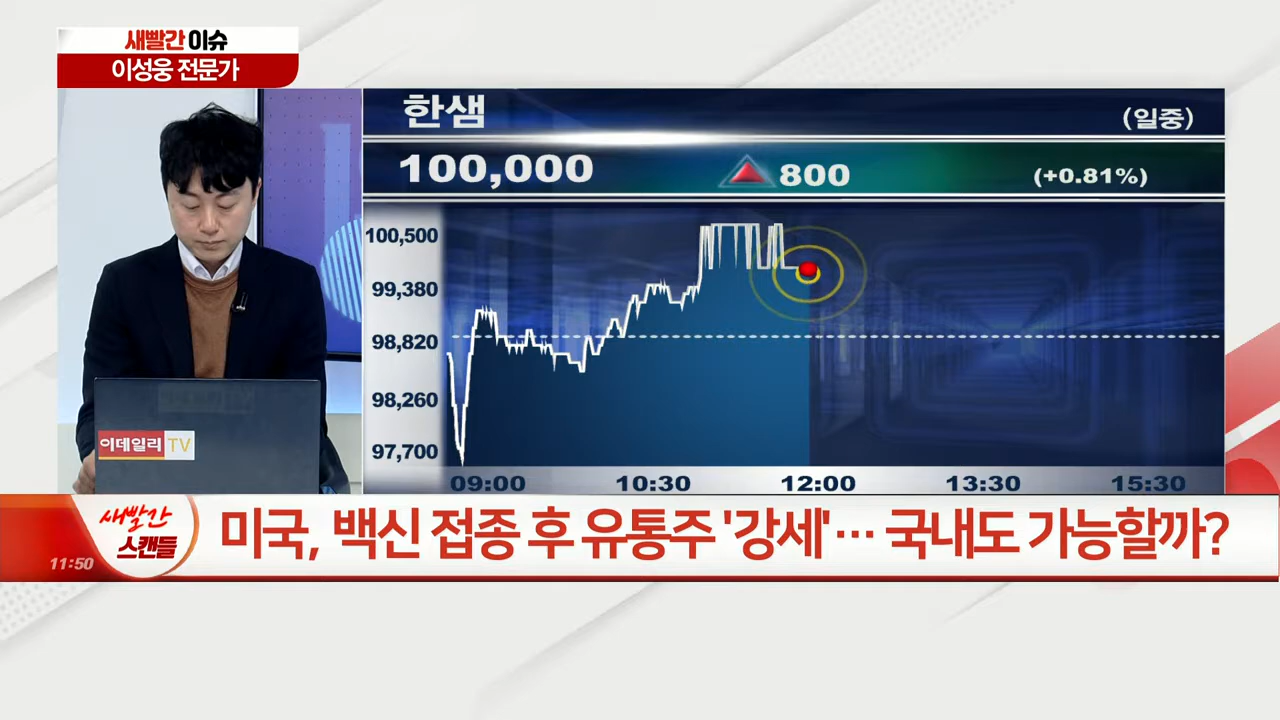 새빨간 이슈
이성웅 전문가
한샘
(일중)
100,000
▲ 800
(+0.81%)
100,500
99,380
98,820
98,260
97,700
09:00
10:30
12:00
13:30
15:30
이데일리 TV
새빨간
스캔들
11:50
미국, 백신 접종 후 유통주 '강세'… 국내도 가능할까?